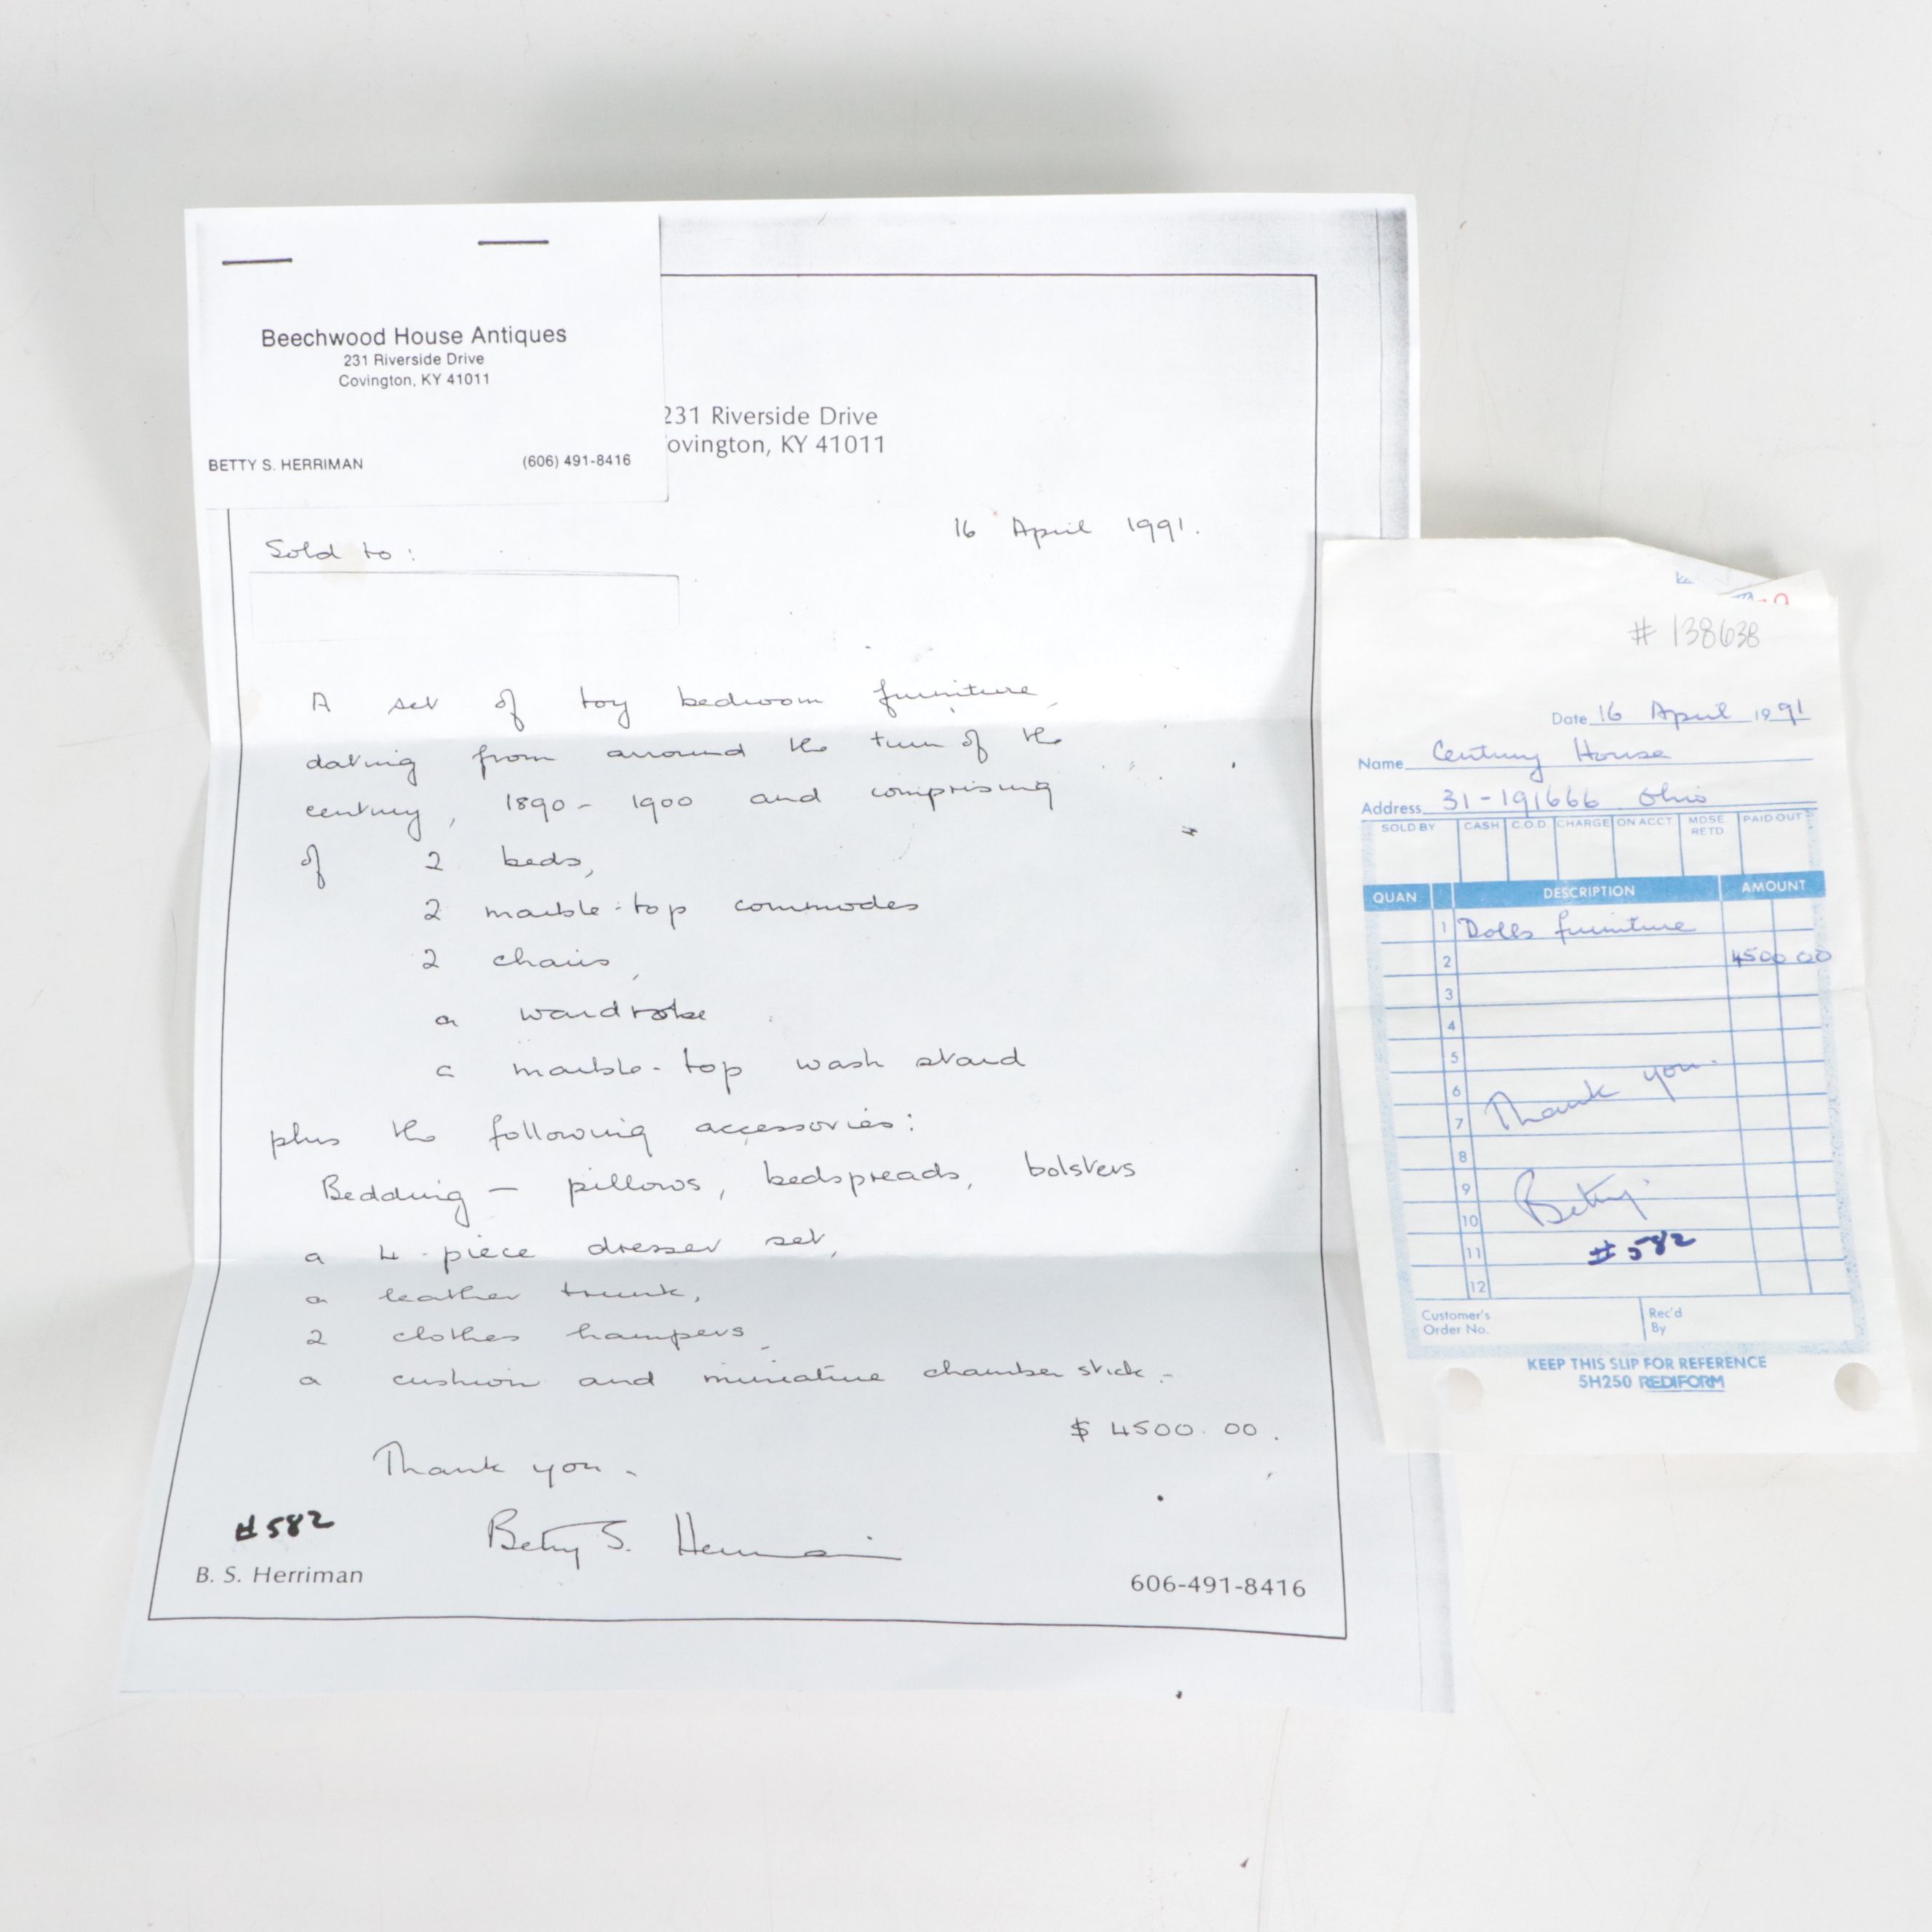 Beechwood House Antiques
231 Riverside Drive
Covington, KY 41011
BETTY S. HERRIMAN (606) 491-8416
231 Riverside Drive
ovington, KY 41011
16 April 1991.
Sold to:
A set of toy bedroom furniture,
dating from arround the turn of the
century, 1890-1900 and comprising
of 2 beds,
2 marble-top commodes
2 chairs,
a wardrobe
a marble-top wash stand
plus the following accessories:
Bedding — pillows, bedspreads, bolsters
a 4-piece dresser set,
a leather trunk,
2 clothes hampers
a cushion and miniature chamber stick.
$ 4500.00.
Thank you.
#582
Betty S. Herriman
B. S. Herriman 606-491-8416
# 138638
Date 16 April 1991
Name Century House
Address 31-191666 Ohio
SOLD BY CASH C.O.D. CHARGE ON ACCT MDSE RETD PAID OUT
QUAN DESCRIPTION AMOUNT
1 Dolls furniture
2 4500 00
3
4
5
6 Thank you.
7
8
9 Betty.
10
11 #582
12
Customer's Order No. Rec'd By
KEEP THIS SLIP FOR REFERENCE
5H250 REDIFORM